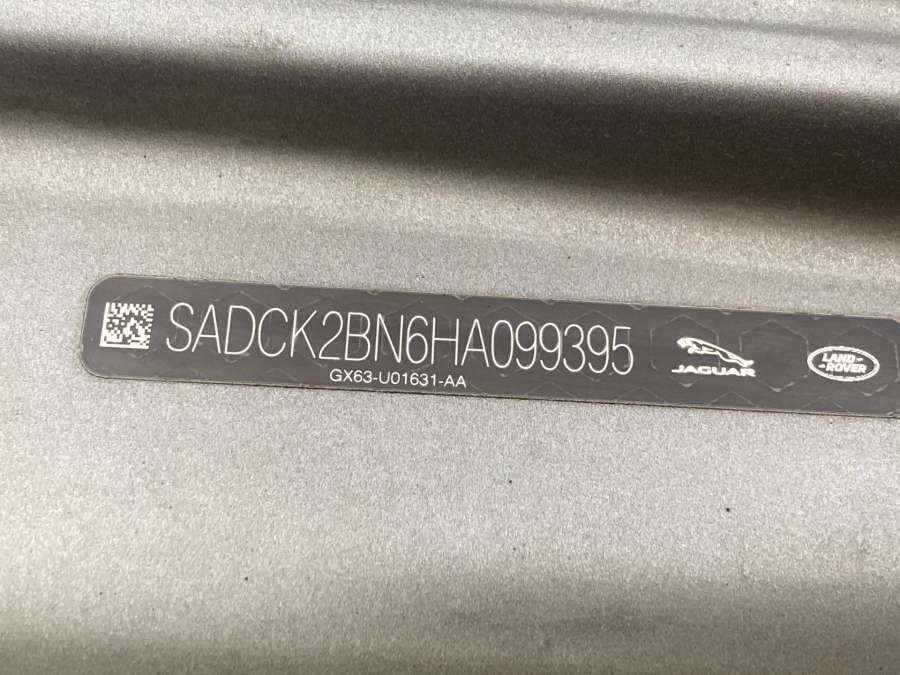 SADCK2BN6HA099395
GX63-U01631-AA
JAGUAR
LAND-
-ROVER